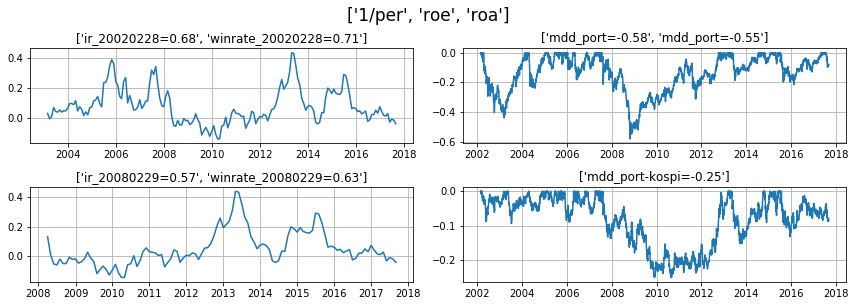 ['1/per', 'roe', 'roa']
['ir_20020228=0.68', 'winrate_20020228=0.71']
0.4
0.2
0.0
2004 2006 2008 2010 2012 2014 2016 2018
['mdd_port=-0.58', 'mdd_port=-0.55']
0.0
−0.2
−0.4
−0.6
2002 2004 2006 2008 2010 2012 2014 2016 2018
['ir_20080229=0.57', 'winrate_20080229=0.63']
0.4
0.2
0.0
2008 2009 2010 2011 2012 2013 2014 2015 2016 2017 2018
['mdd_port-kospi=-0.25']
0.0
−0.1
−0.2
2002 2004 2006 2008 2010 2012 2014 2016 2018